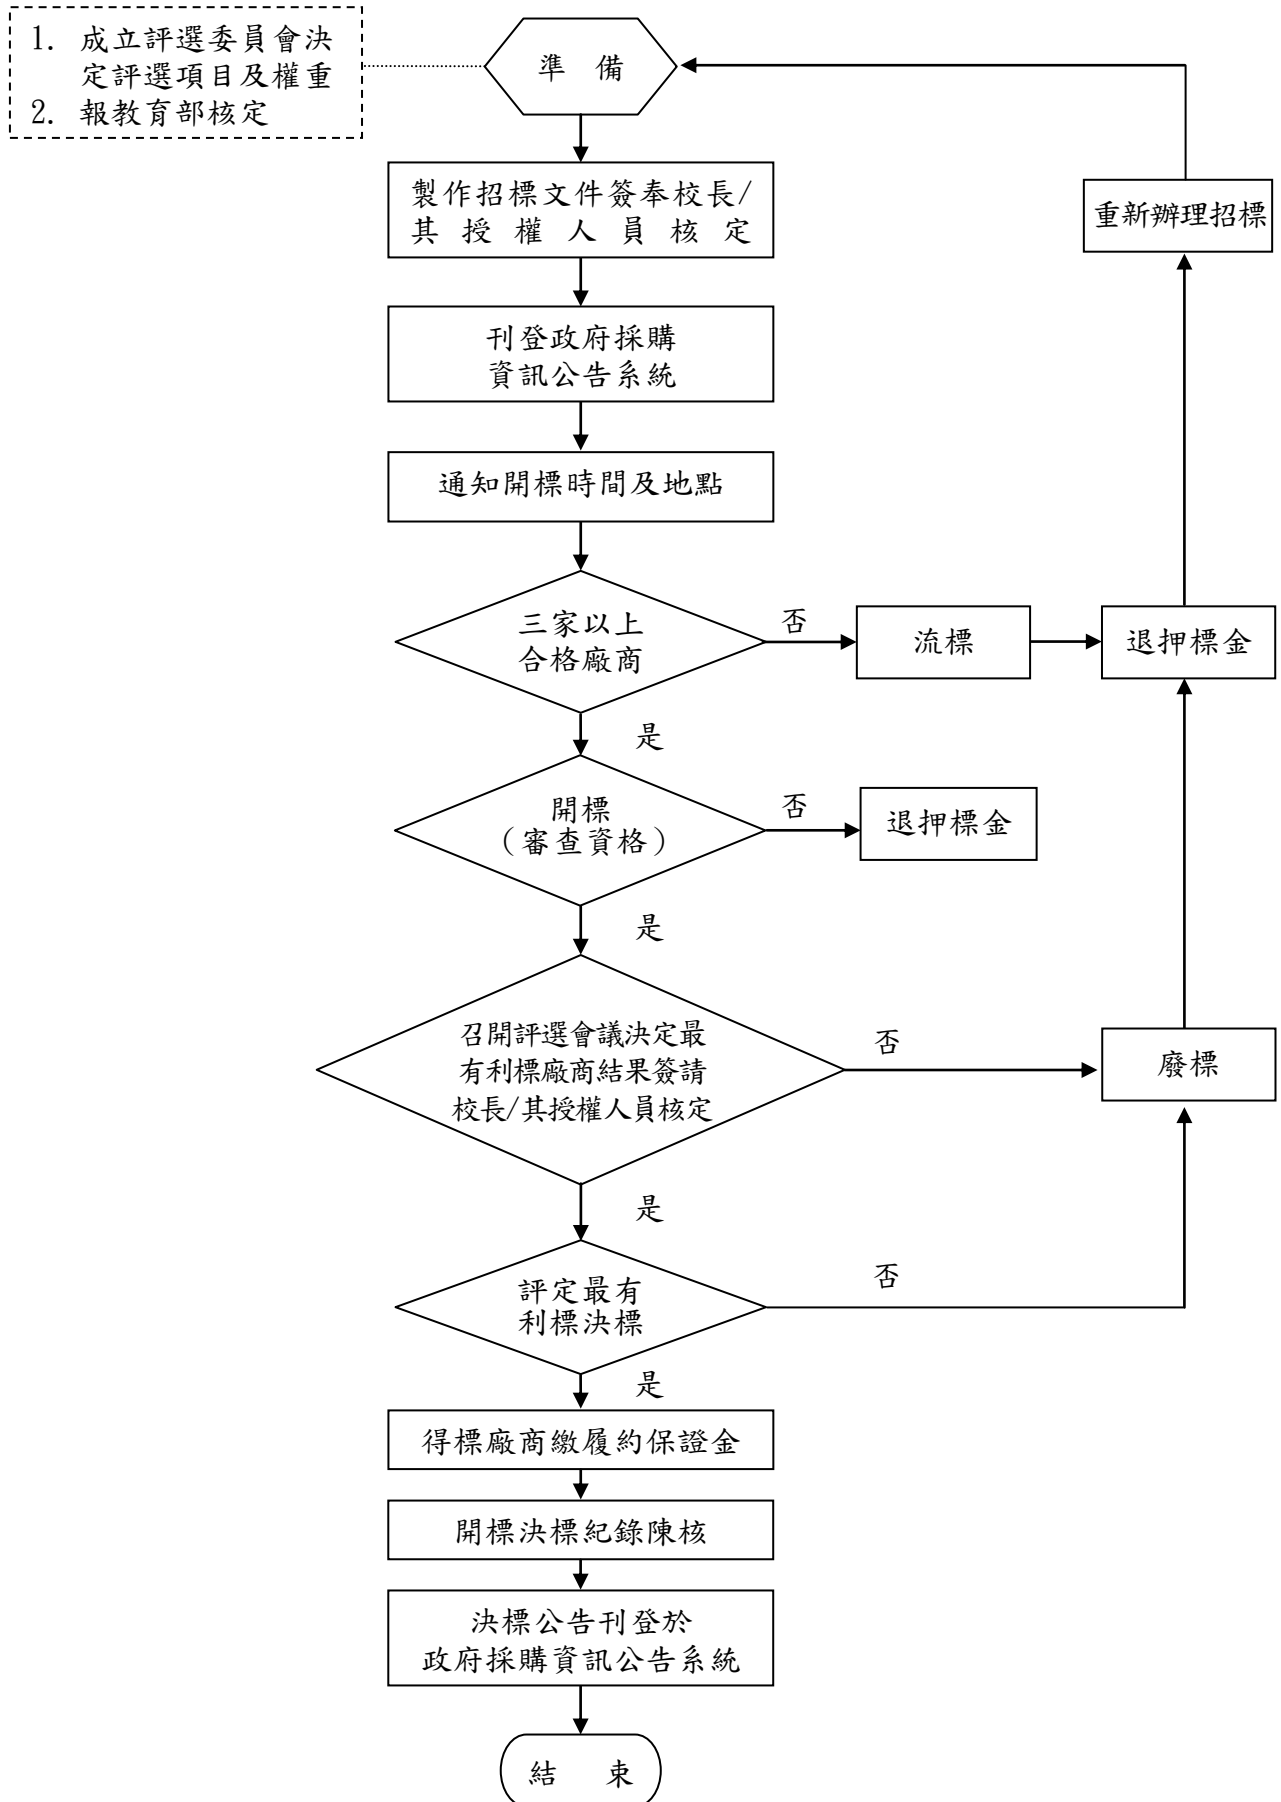 1. 成立評選委員會決
定評選項目及權重
2. 報教育部核定
準 備
製作招標文件簽奉校長/
其授權人員核定
重新辦理招標
刊登政府採購
資訊公告系統
通知開標時間及地點
三家以上
合格廠商
否
流標
退押標金
是
開標
(審查資格)
否
退押標金
是
召開評選會議決定最
有利標廠商結果簽請
校長/其授權人員核定
否
廢標
是
評定最有
利標決標
否
是
得標廠商繳履約保證金
開標決標紀錄陳核
決標公告刊登於
政府採購資訊公告系統
結 束